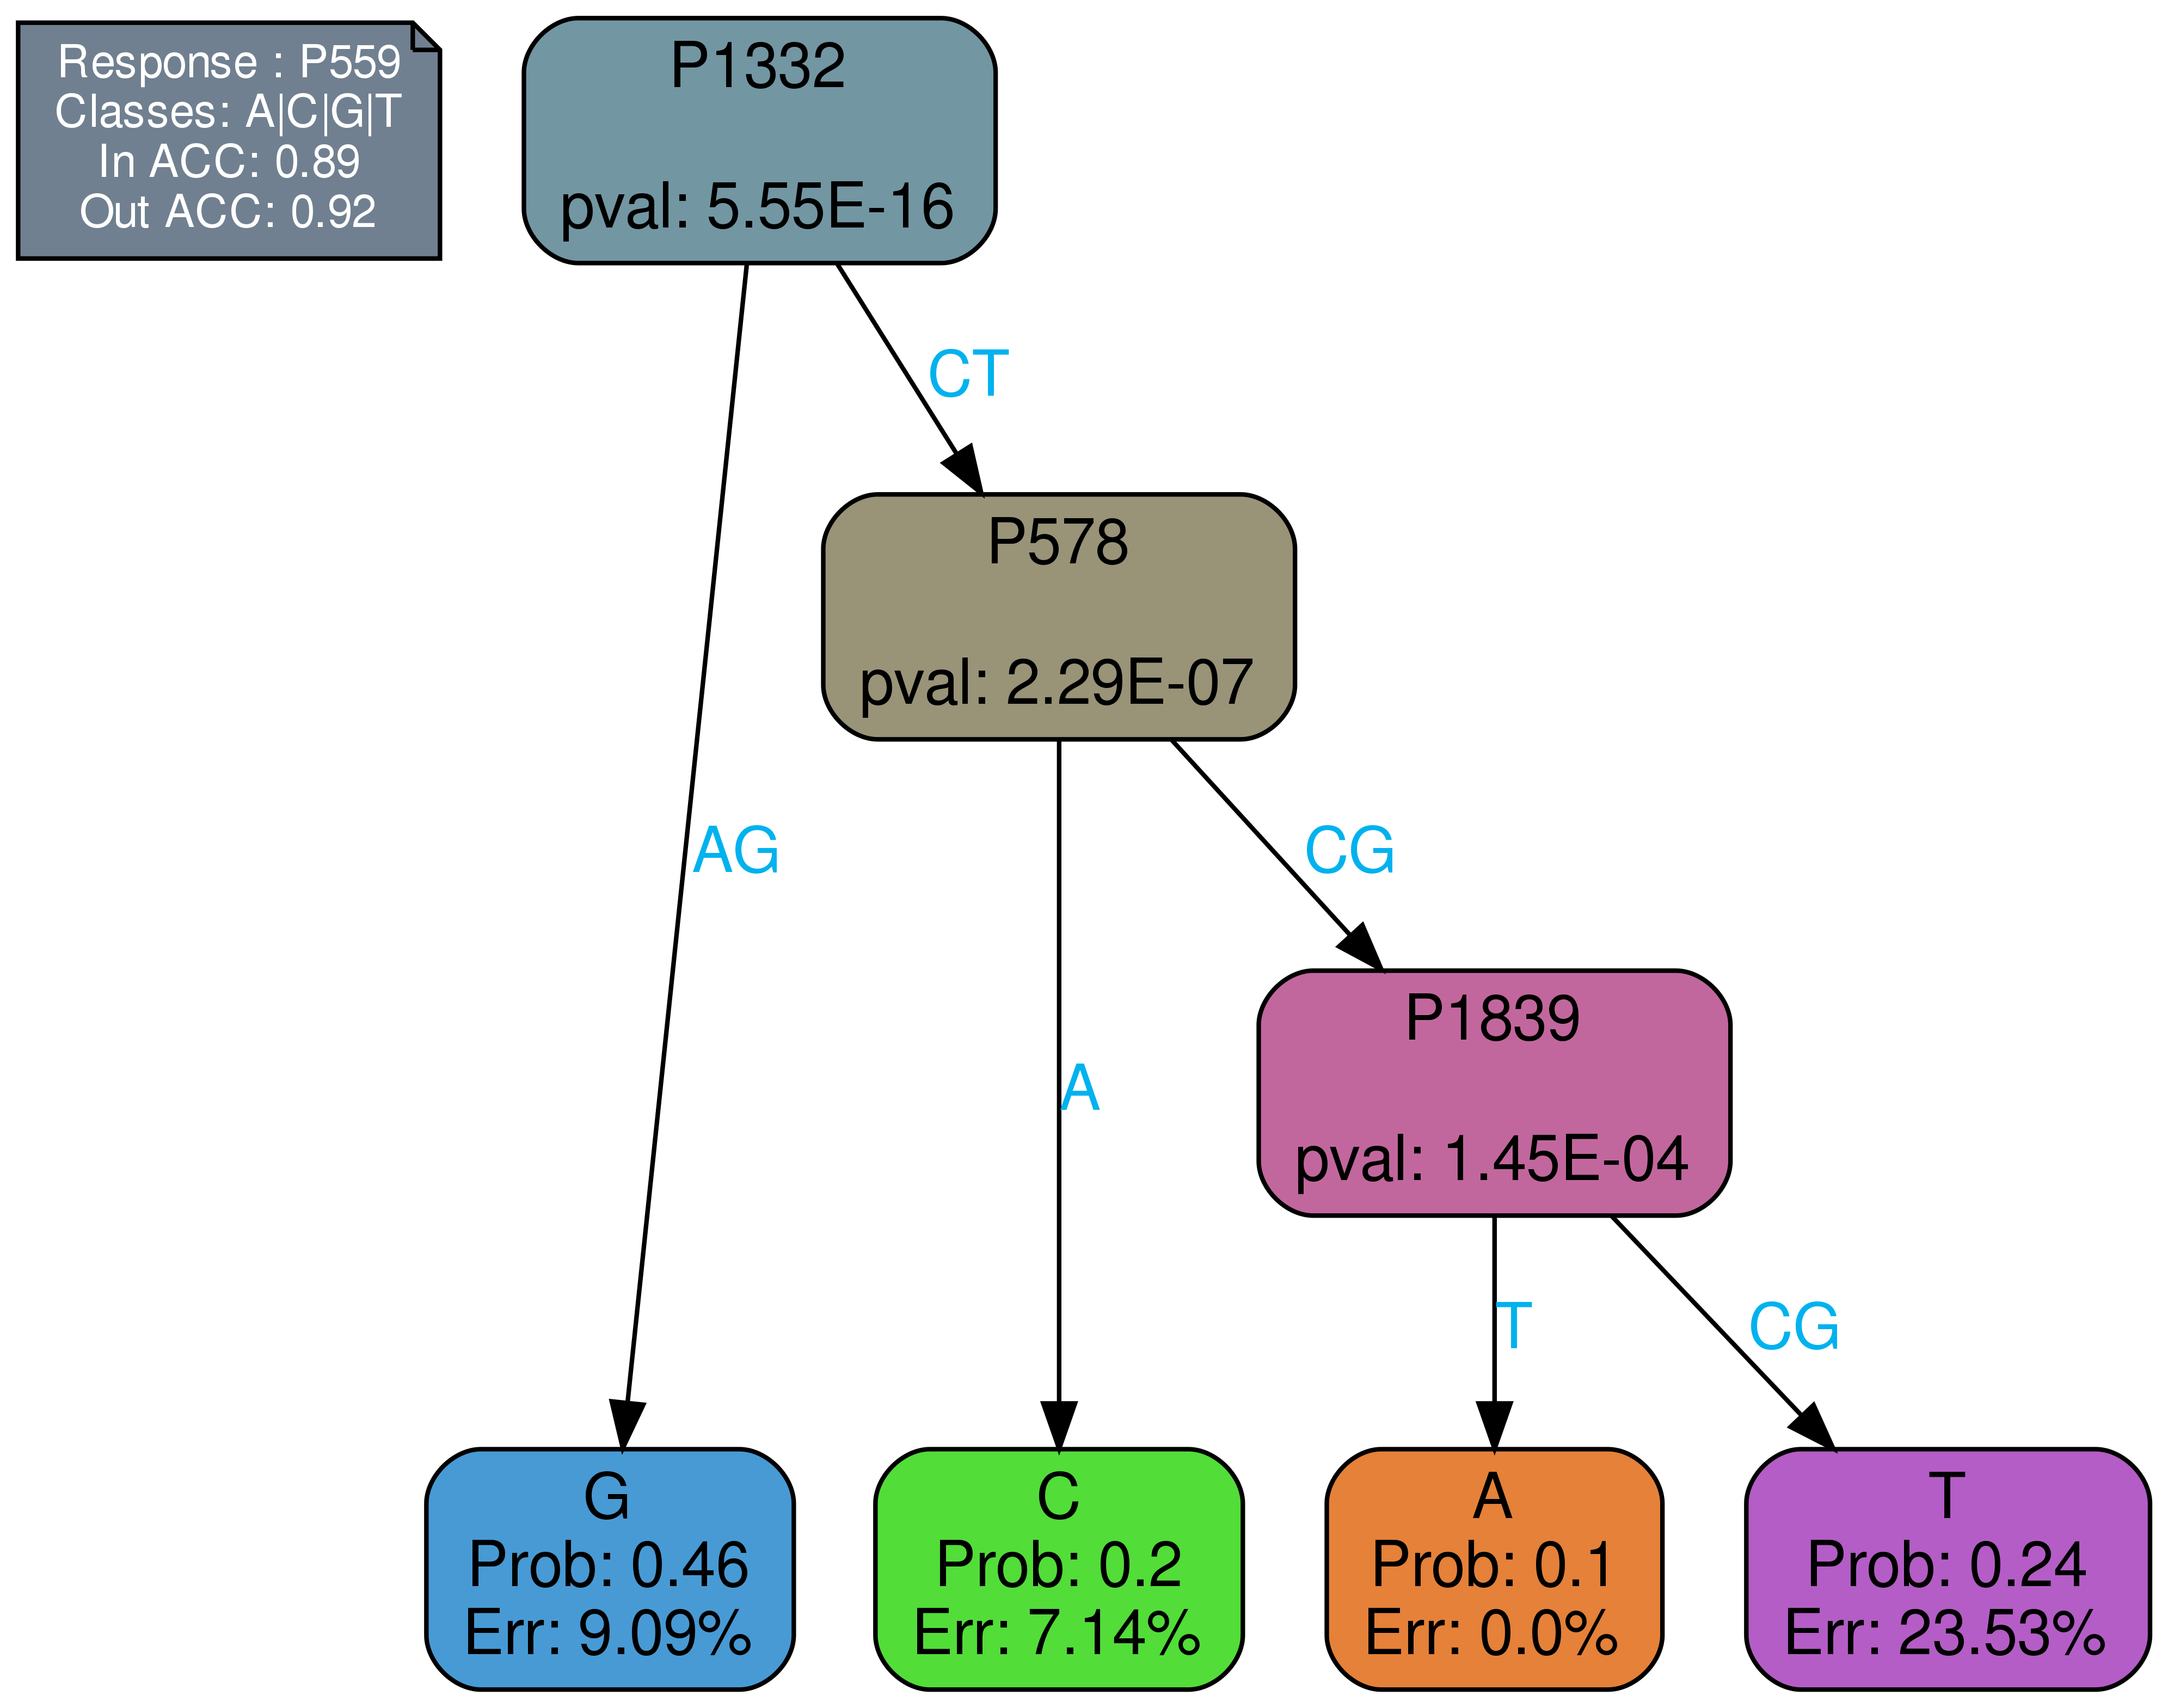 Response : P559
Classes: A|C|G|T
In ACC: 0.89
Out ACC: 0.92
P1332
pval: 5.55E-16
CT
P578
pval: 2.29E-07
AG
CG
P1839
pval: 1.45E-04
A
T
CG
G
Prob: 0.46
Err: 9.09%
C
Prob: 0.2
Err: 7.14%
A
Prob: 0.1
Err: 0.0%
T
Prob: 0.24
Err: 23.53%